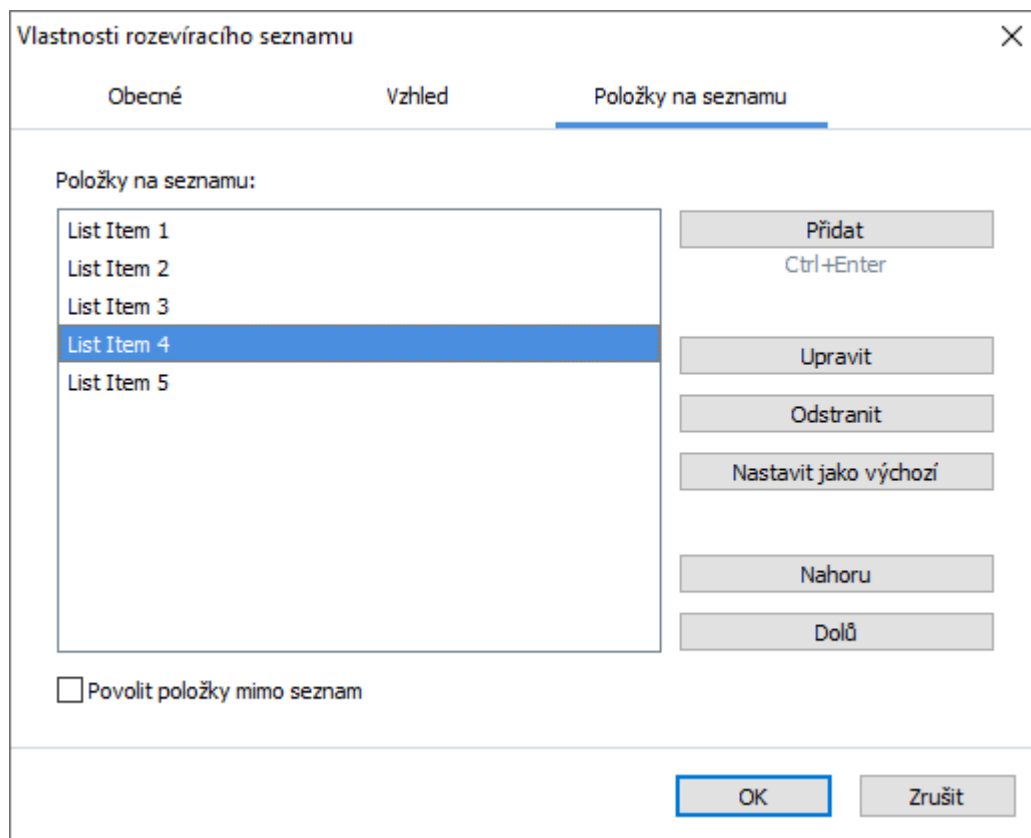 Vlastnosti rozevíracího seznamu
Obecné
Vzhled
Položky na seznamu
Položky na seznamu:
List Item 1
List Item 2
List Item 3
List Item 4
List Item 5
Přidat
Ctrl+Enter
Upravit
Odstranit
Nastavit jako výchozí
Nahoru
Dolů
Povolit položky mimo seznam
OK
Zrušit